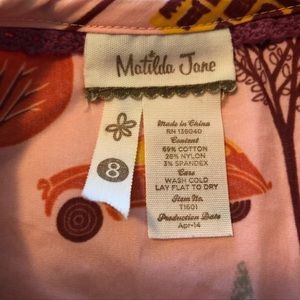 Matilda Jane
8
Made in China
RN 139040
Content
69% COTTON
28% NYLON
3% SPANDEX
Care
WASH COLD
LAY FLAT TO DRY
Item No.
T1601
Production Date
Apr-14